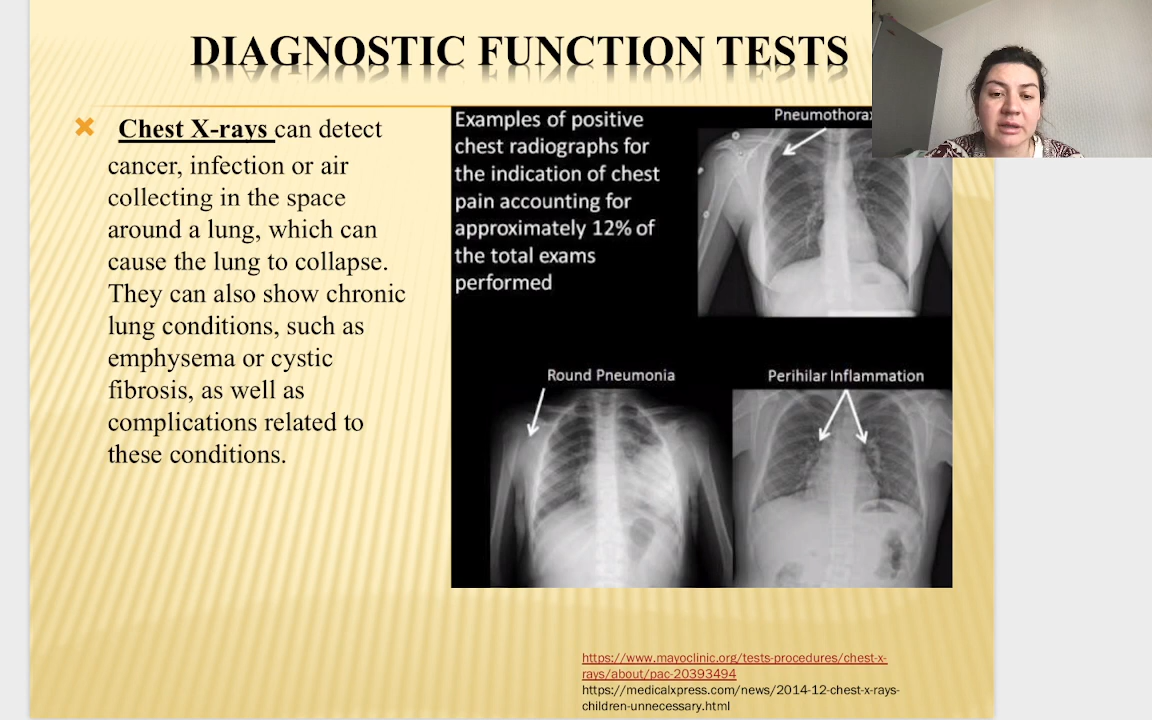 DIAGNOSTIC FUNCTION TESTS
Chest X-rays can detect
cancer, infection or air
collecting in the space
around a lung, which can
cause the lung to collapse.
They can also show chronic
lung conditions, such as
emphysema or cystic
fibrosis, as well as
complications related to
these conditions.
Examples of positive
chest radiographs for
the indication of chest
pain accounting for
approximately 12% of
the total exams
performed
Pneumothora
Round Pneumonia
Perihilar Inflammation
https://www.mayoclinic.org/tests-procedures/chest-x-
rays/about/pac-20393494
https://medicalxpress.com/news/2014-12-chest-x-rays-
children-unnecessary.html